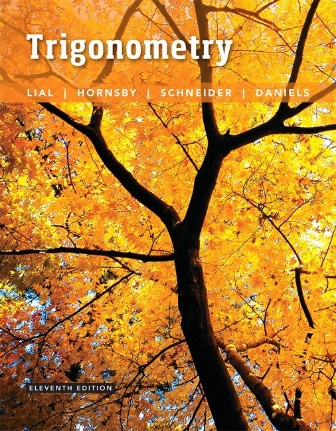 Trigonometry
LIAL | HORNSBY | SCHNEIDER | DANIELS
ELEVENTH EDITION